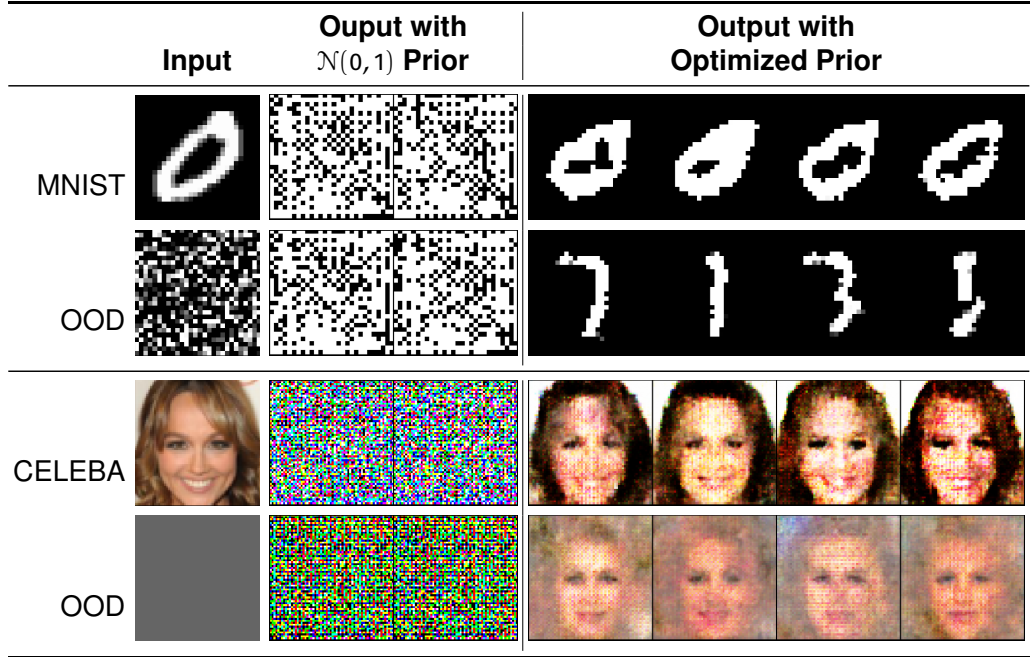 Input
Ouput with
𝒩(0, 1) Prior
Output with
Optimized Prior
MNIST
OOD
CELEBA
OOD